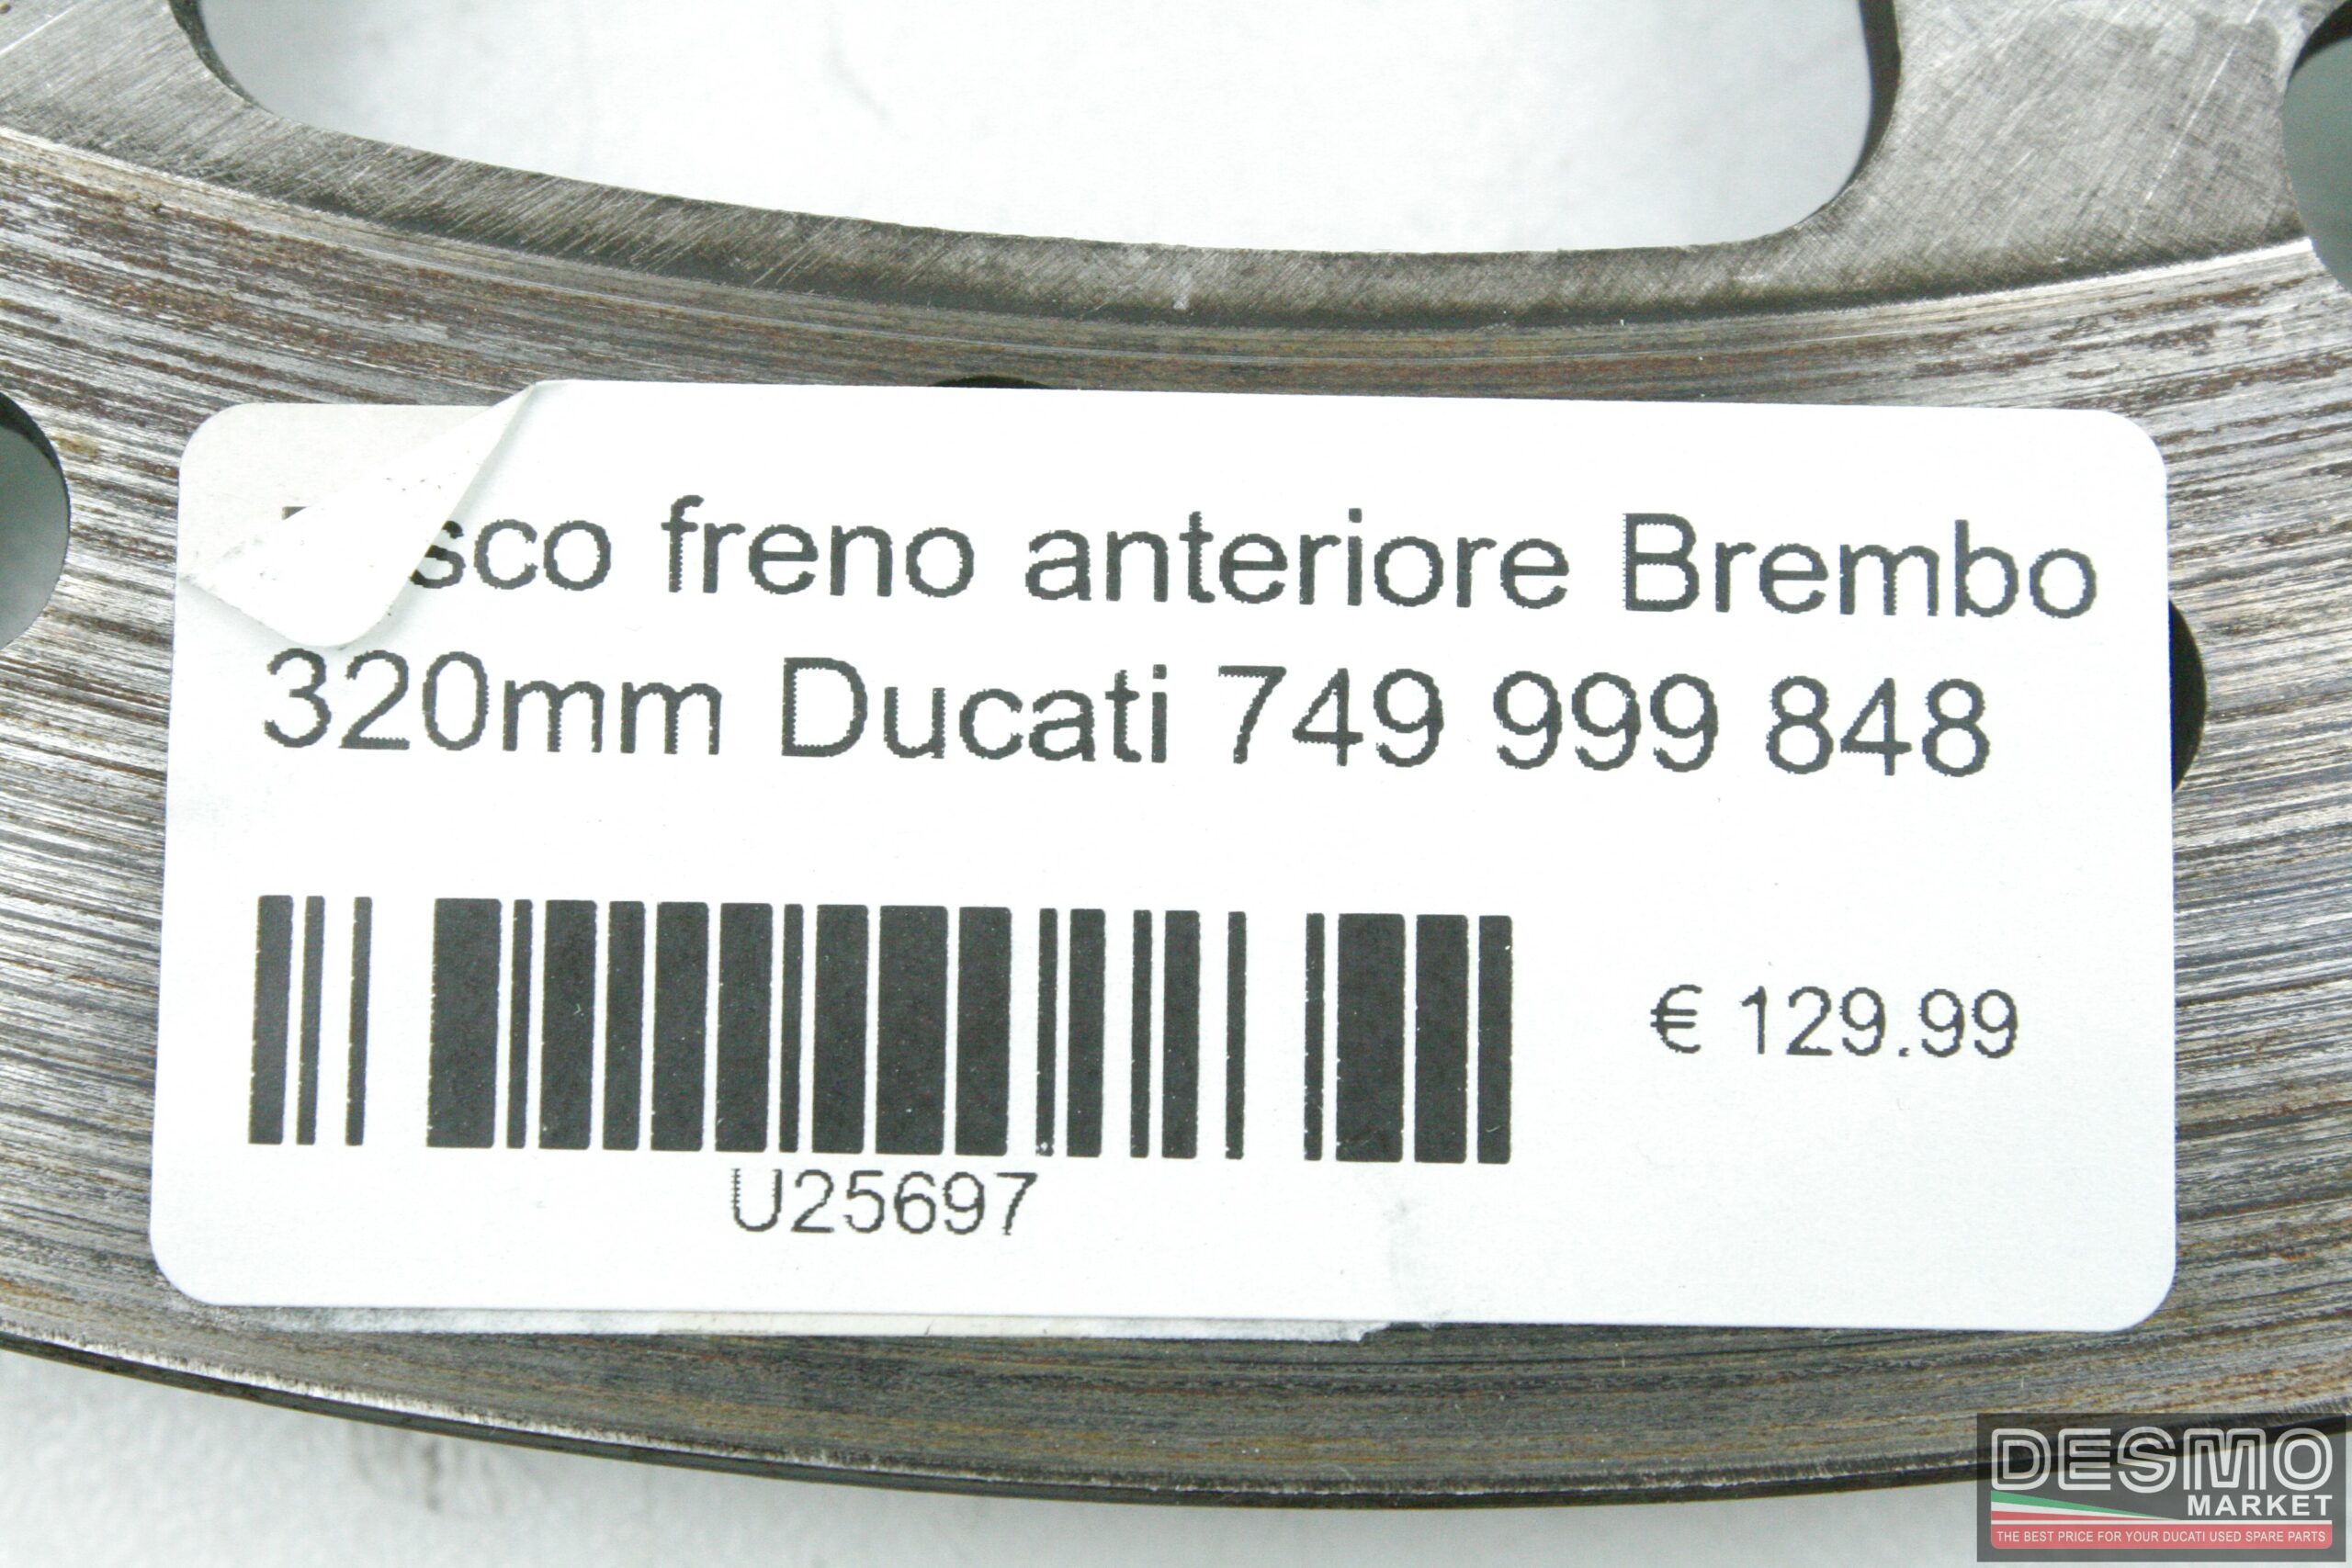 sco freno anteriore Brembo
320mm Ducati 749 999 848
€ 129.99
U25697
DESMO
MARKET
THE BEST PRICE FOR YOUR DUCATI USED SPARE PARTS